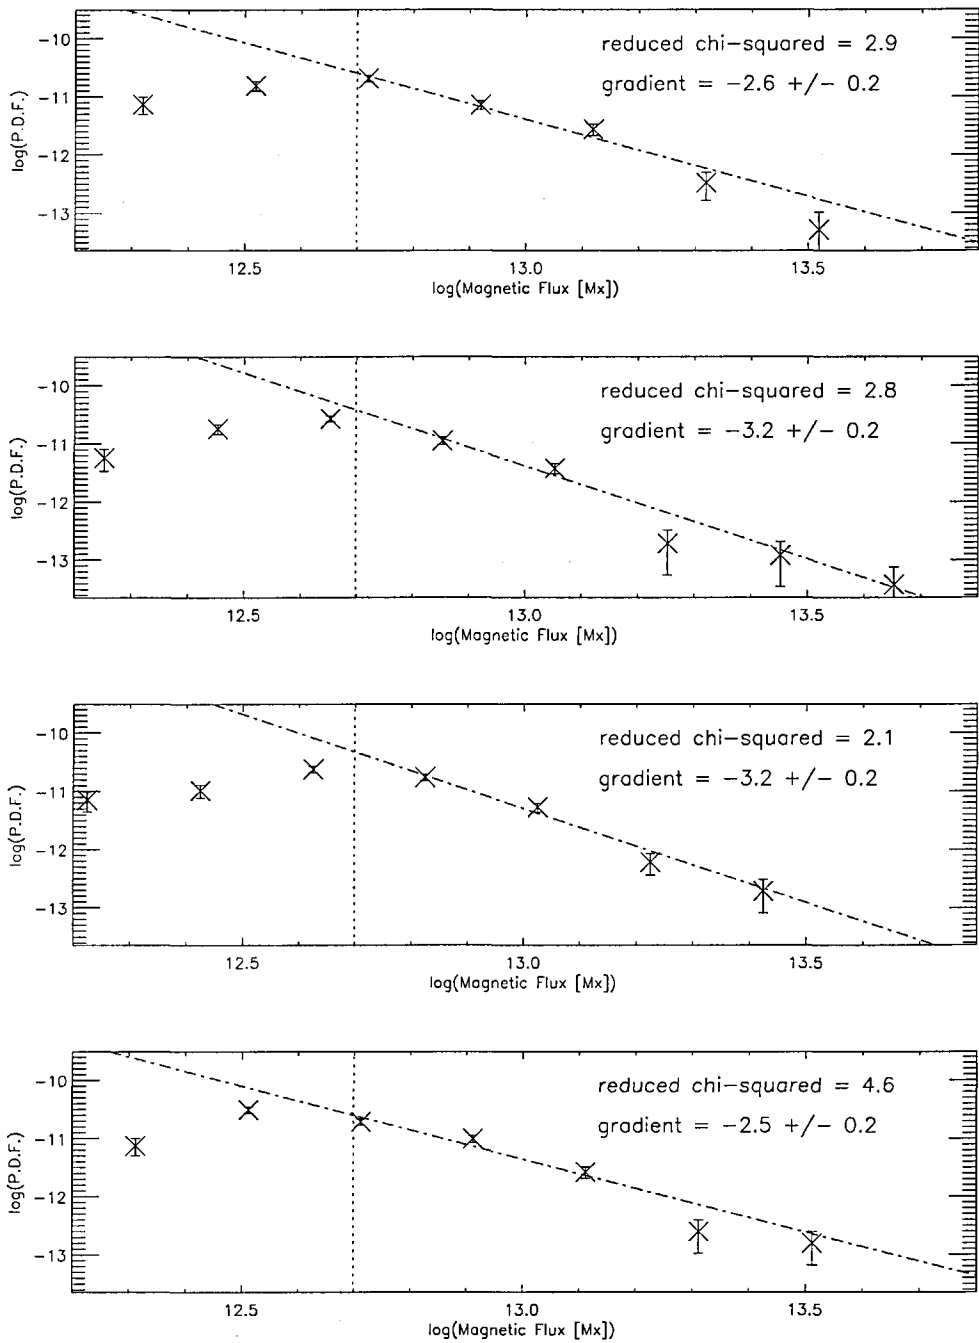 reduced chi-squared = 2.9
gradient = -2.6 +/- 0.2
log(P.D.F.)
-10
-11
-12
-13
12.5
13.0
13.5
log(Magnetic Flux [Mx])
reduced chi-squared = 2.8
gradient = -3.2 +/- 0.2
log(P.D.F.)
-10
-11
-12
-13
12.5
13.0
13.5
log(Magnetic Flux [Mx])
reduced chi-squared = 2.1
gradient = -3.2 +/- 0.2
log(P.D.F.)
-10
-11
-12
-13
12.5
13.0
13.5
log(Magnetic Flux [Mx])
reduced chi-squared = 4.6
gradient = -2.5 +/- 0.2
log(P.D.F.)
-10
-11
-12
-13
12.5
13.0
13.5
log(Magnetic Flux [Mx])